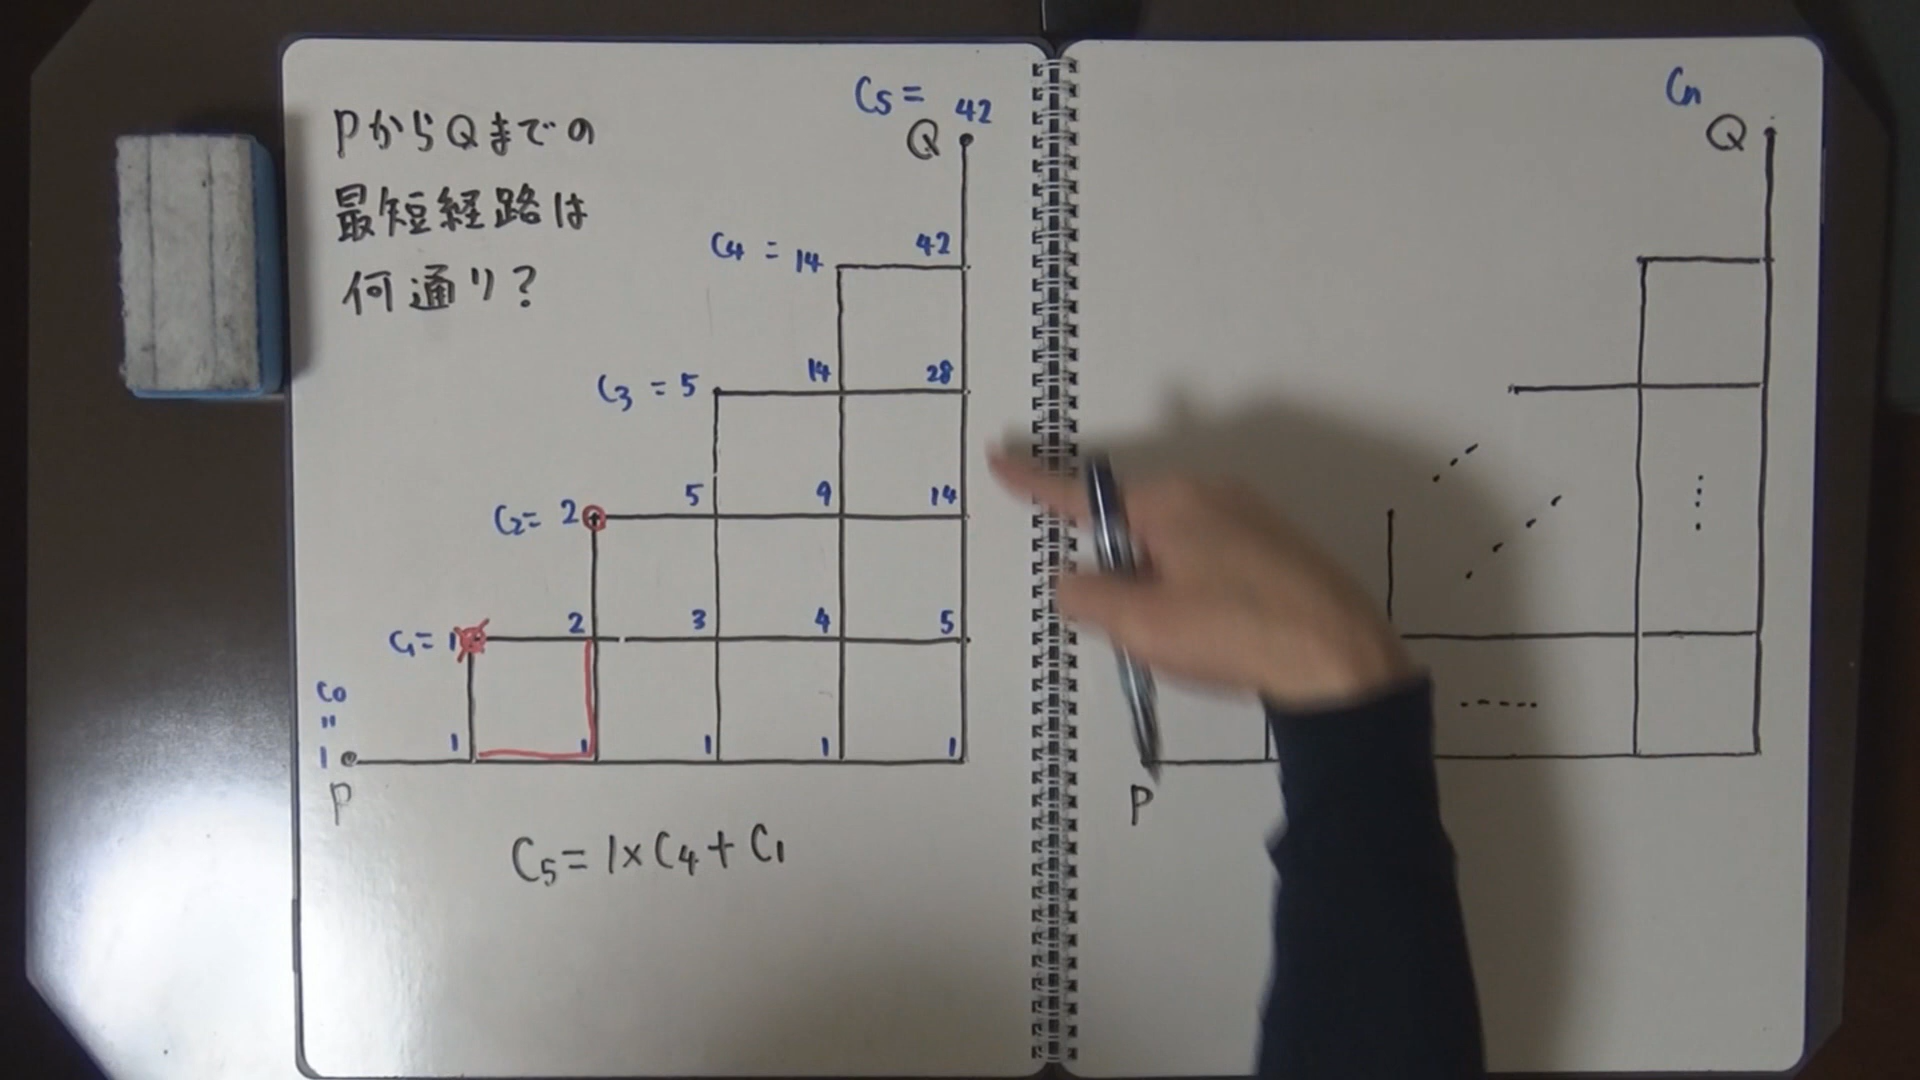 PからQまでの
最短経路は
何通り？
C5= 42
Q
C4 = 14 42
C3 = 5 14 28
C2= 2 5 9 14
C1= 1 2 3 4 5
C0
"
1 1 1 1 1 1
P
C5=1×C4+C1
Cn
Q
P